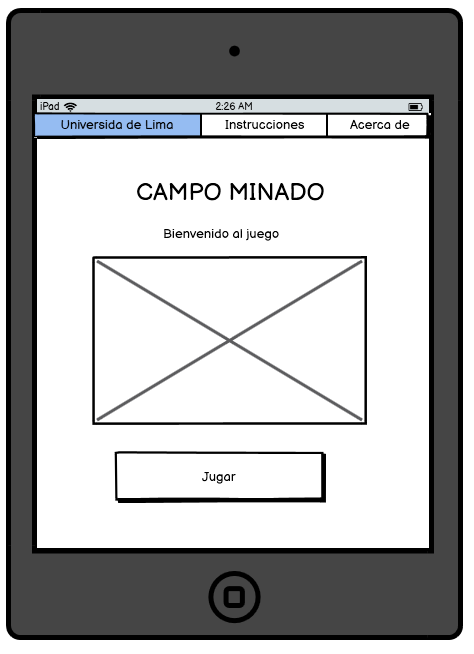 iPad 2:26 AM
Universida de Lima Instrucciones Acerca de
CAMPO MINADO
Bienvenido al juego
Jugar